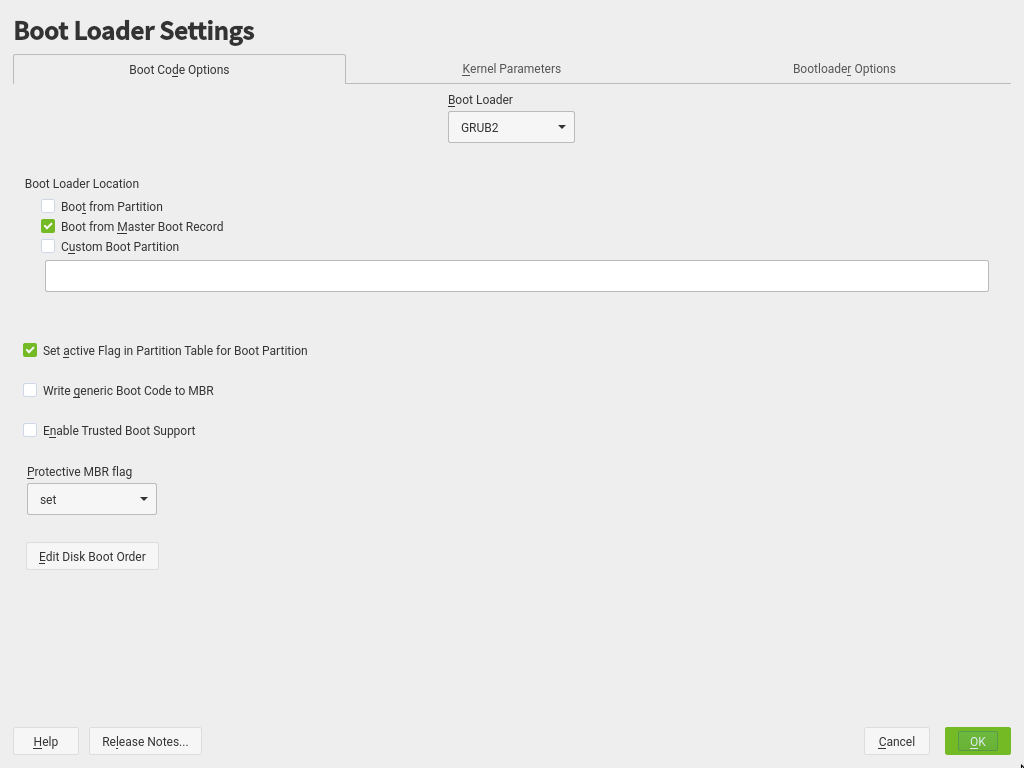 Boot Loader Settings
Boot Code Options
Kernel Parameters
Bootloader Options
Boot Loader
GRUB2
Boot Loader Location
Boot from Partition
Boot from Master Boot Record
Custom Boot Partition
Set active Flag in Partition Table for Boot Partition
Write generic Boot Code to MBR
Enable Trusted Boot Support
Protective MBR flag
set
Edit Disk Boot Order
Help
Release Notes...
Cancel
OK